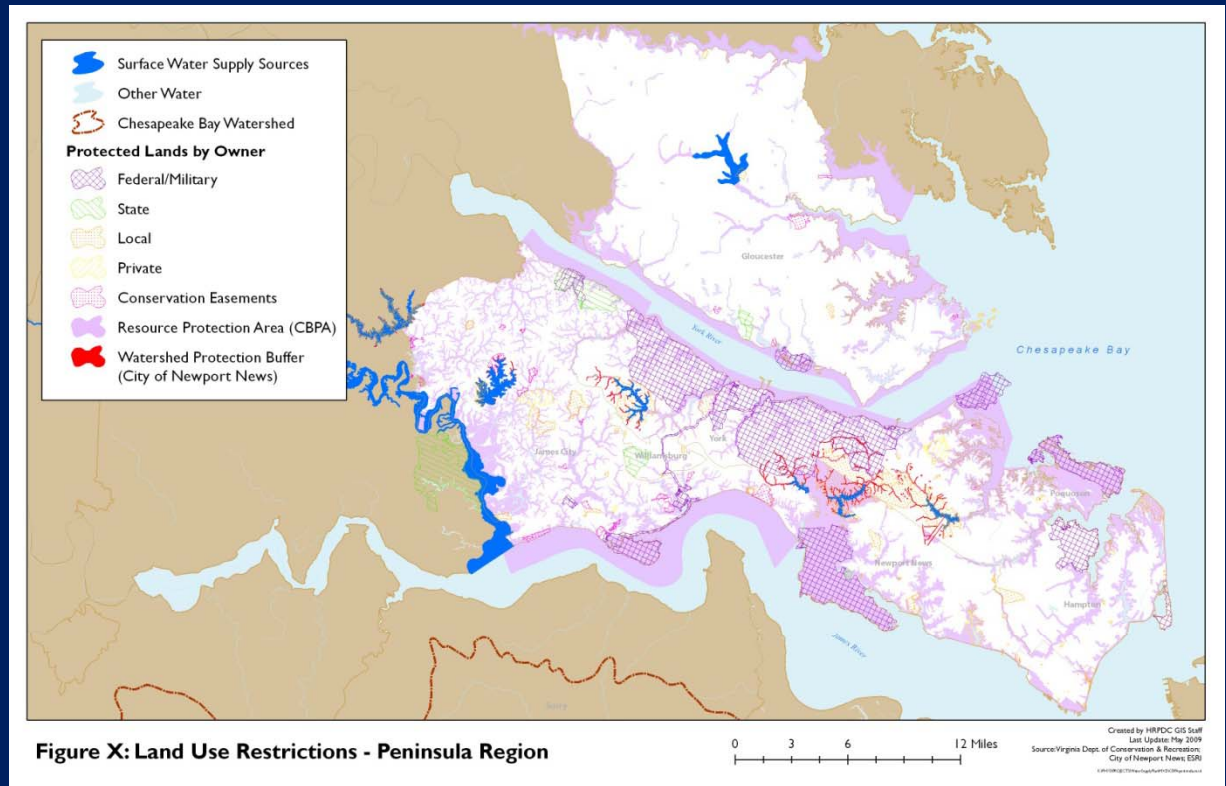 Surface Water Supply Sources
Other Water
Chesapeake Bay Watershed
Protected Lands by Owner
Federal/Military
State
Local
Private
Conservation Easements
Resource Protection Area (CBPA)
Watershed Protection Buffer
(City of Newport News)
Gloucester
York River
Chesapeake Bay
James City
Williamsburg
York
Poquoson
Newport News
Hampton
James River
Surry
Figure X: Land Use Restrictions - Peninsula Region
0 3 6 12 Miles
Created by HRPDC GIS Staff
Last Update: May 2009
Source: Virginia Dept. of Conservation & Recreation;
City of Newport News; ESRI